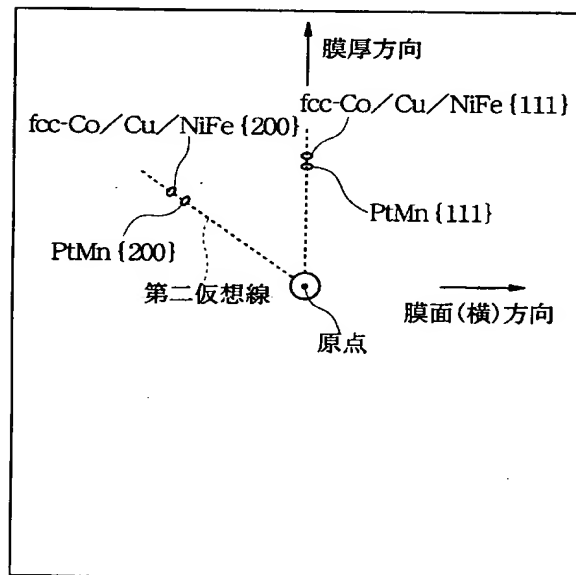 膜厚方向
fcc-Co/Cu/NiFe{111}
fcc-Co/Cu/NiFe{200}
PtMn{111}
PtMn{200}
第二仮想線
膜面(横)方向
原点